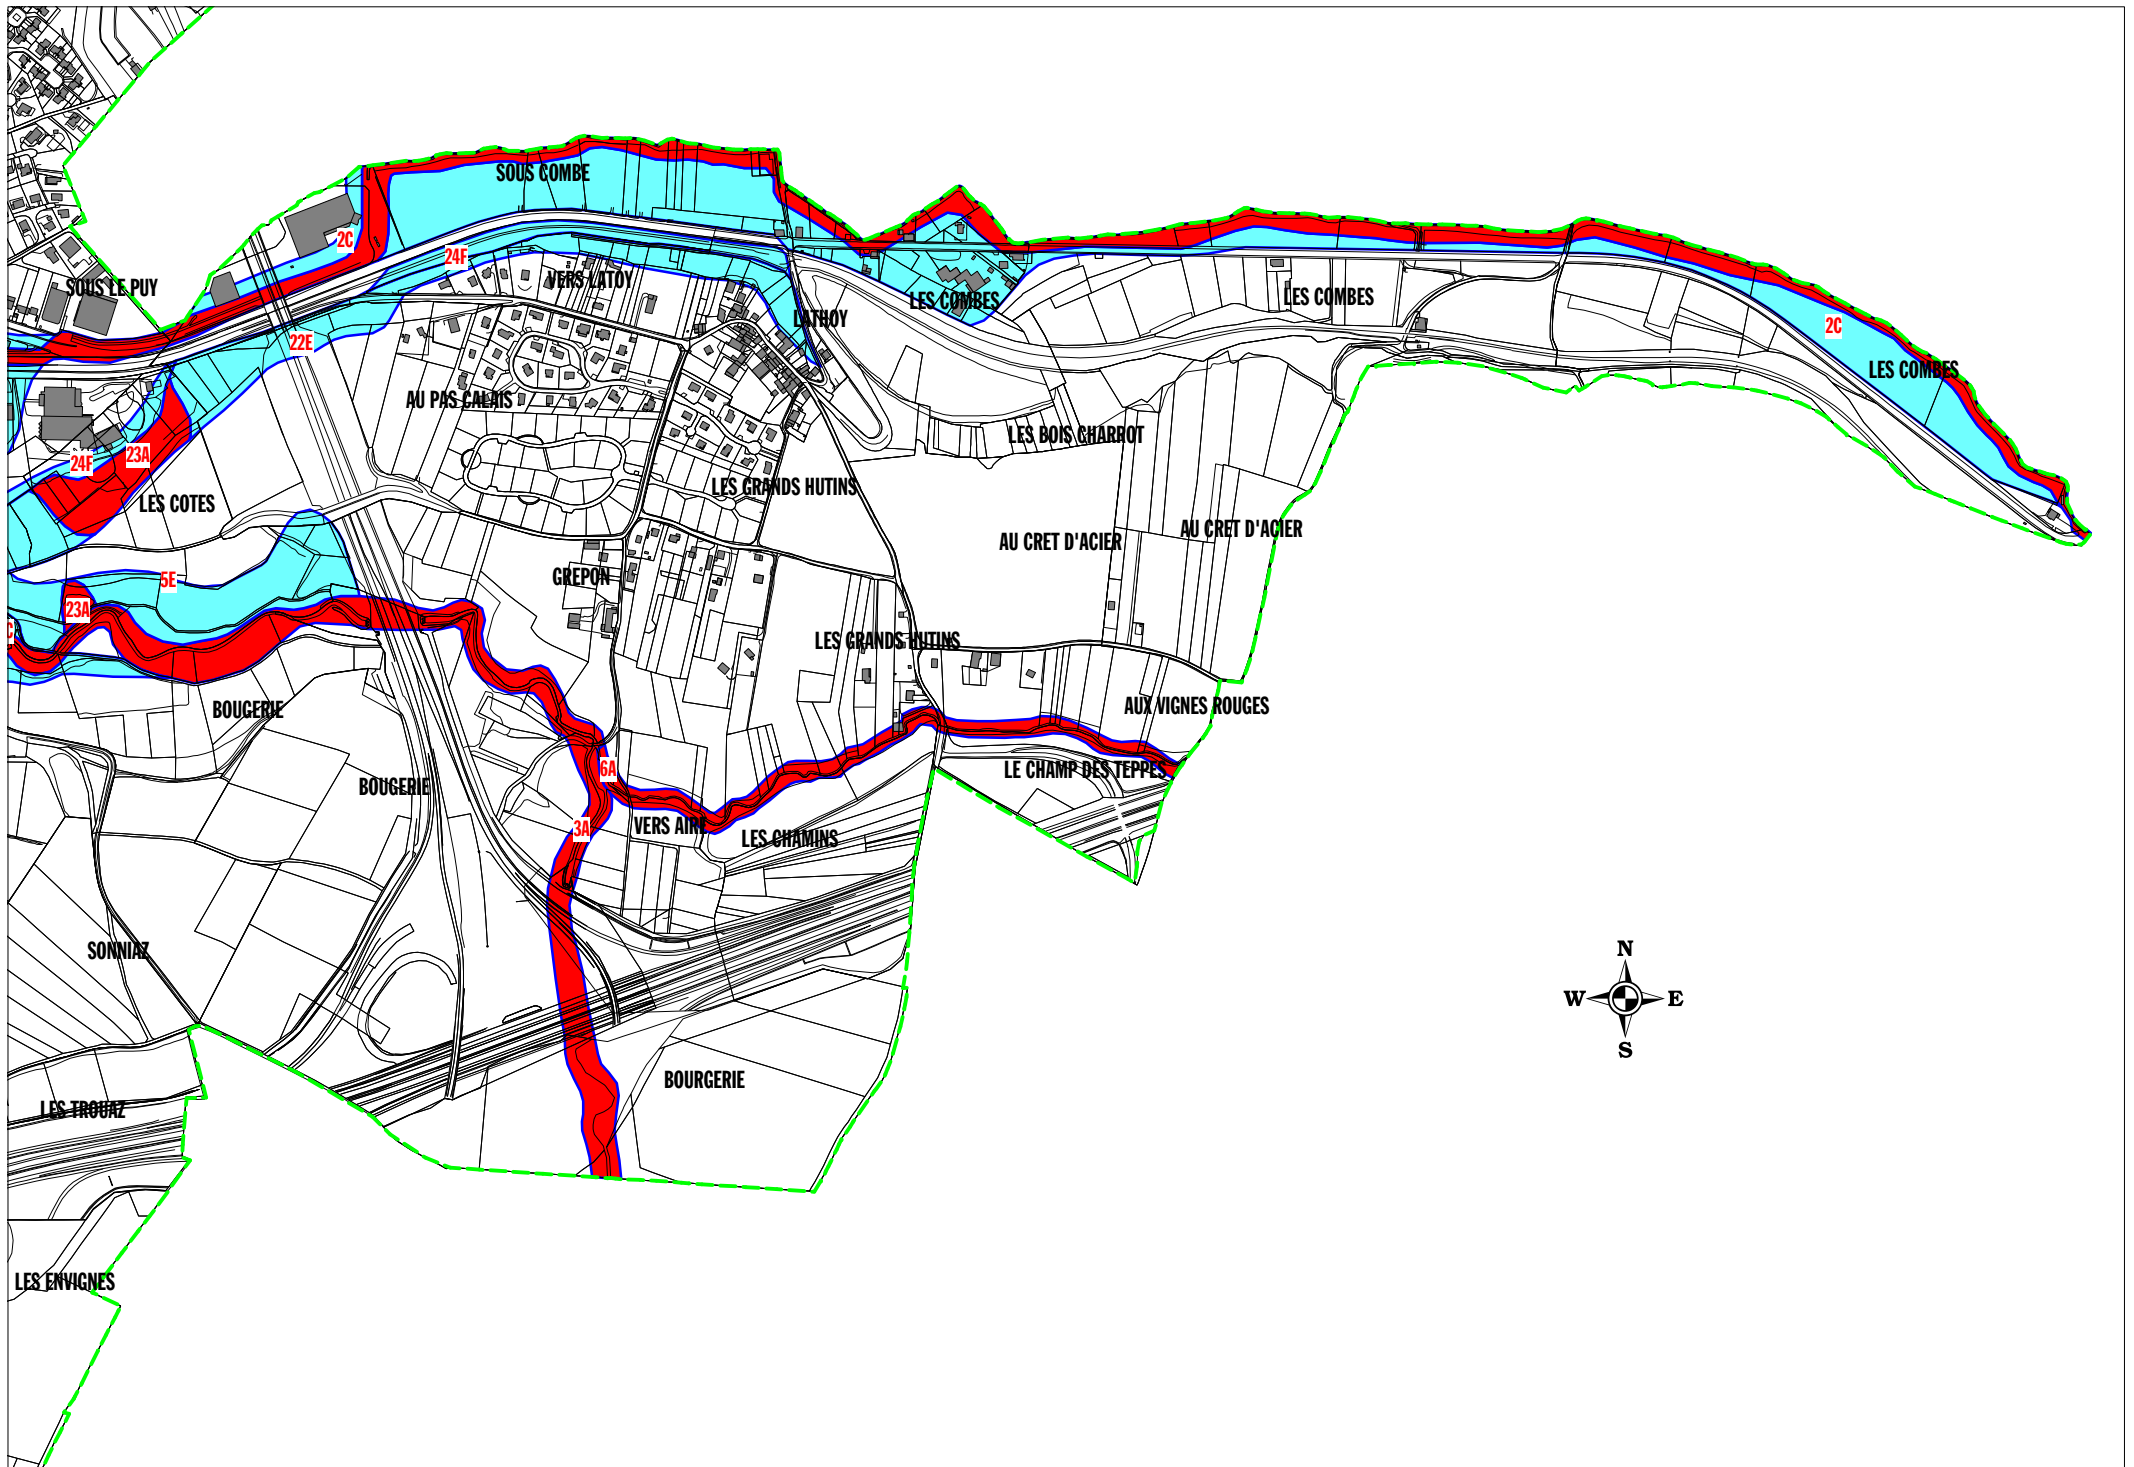 SOUS COMBE
2C
24F
VERS LATOY
SOUS LE PUY
LES COMBES
LES COMBES
LATHOY
2C
22E
LES COMBES
AU PAS CALAIS
LES BOIS CHARROT
23A
24F
LES GRANDS HUTINS
LES COTES
AU CRET D'ACIER
AU CRET D'ACIER
GREPON
5E
23A
C
LES GRANDS HUTINS
BOUGERIE
AUX VIGNES ROUGES
6A
LE CHAMP DES TEPPES
BOUGERIE
3A
VERS AIRE
LES CHAMINS
SONNIAZ
N
W E
S
BOURGERIE
LES TROUAZ
LES ENVIGNES